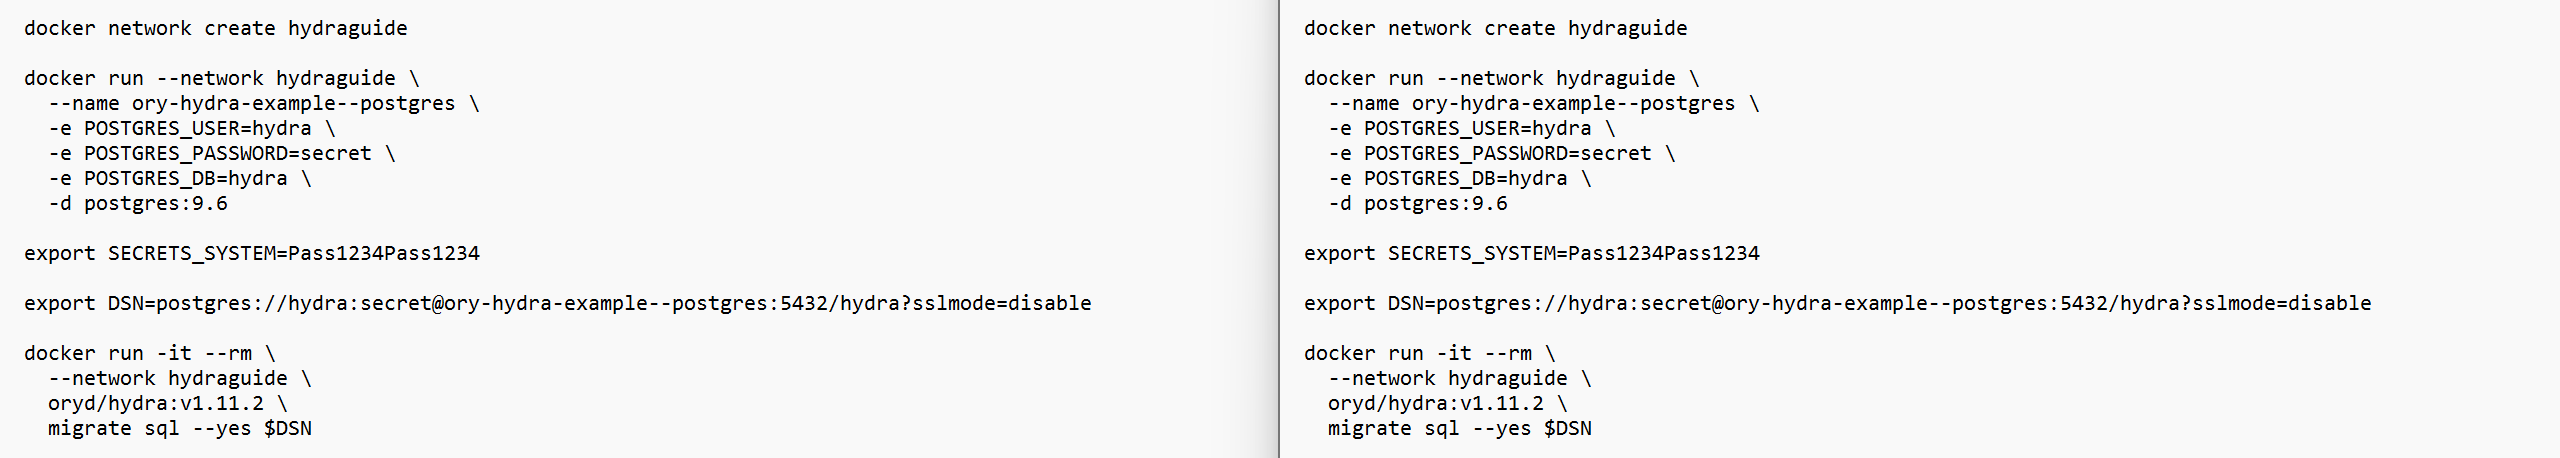 docker network create hydraguide

docker run --network hydraguide \
  --name ory-hydra-example--postgres \
  -e POSTGRES_USER=hydra \
  -e POSTGRES_PASSWORD=secret \
  -e POSTGRES_DB=hydra \
  -d postgres:9.6

export SECRETS_SYSTEM=Pass1234Pass1234

export DSN=postgres://hydra:secret@ory-hydra-example--postgres:5432/hydra?sslmode=disable

docker run -it --rm \
  --network hydraguide \
  oryd/hydra:v1.11.2 \
  migrate sql --yes $DSN

docker network create hydraguide

docker run --network hydraguide \
  --name ory-hydra-example--postgres \
  -e POSTGRES_USER=hydra \
  -e POSTGRES_PASSWORD=secret \
  -e POSTGRES_DB=hydra \
  -d postgres:9.6

export SECRETS_SYSTEM=Pass1234Pass1234

export DSN=postgres://hydra:secret@ory-hydra-example--postgres:5432/hydra?sslmode=disable

docker run -it --rm \
  --network hydraguide \
  oryd/hydra:v1.11.2 \
  migrate sql --yes $DSN